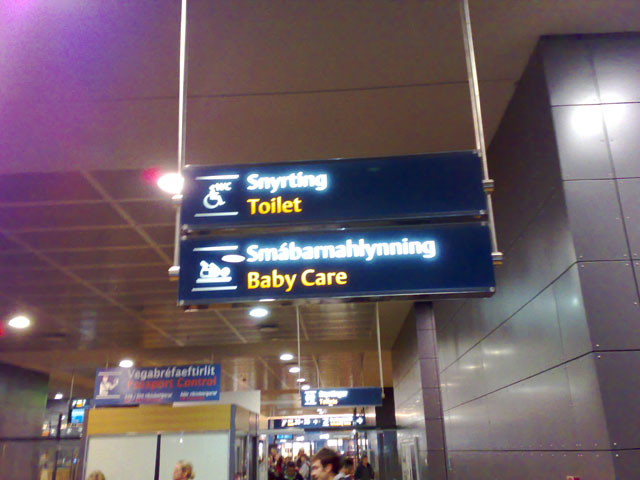 WC
Snyrting
Toilet
Smábarnahlynning
Baby Care
Vegabréfaeftirlit
Passport Control